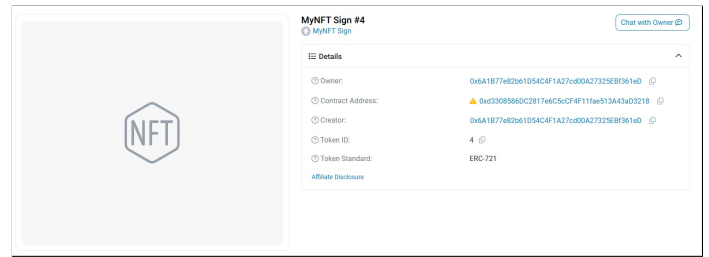 NFT
MyNFT Sign #4
MyNFT Sign
Chat with Owner
Details
Owner: 0x6A1B77e82b61D54C4F1A27cd00A27325EBf361eD
Contract Address: 0xd3308586DC2817e6C5cCF4F11fae513A43aD3218
Creator: 0x6A1B77e82b61D54C4F1A27cd00A27325EBf361eD
Token ID: 4
Token Standard: ERC-721
Affiliate Disclosure